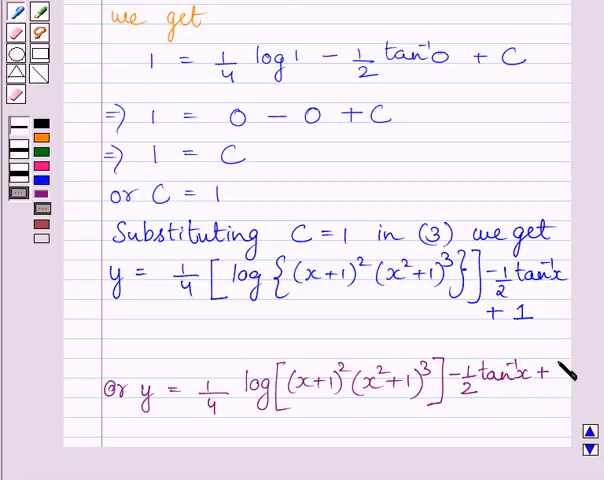 we get
1 = 1/4 log 1 - 1/2 tan⁻¹0 + C
⇒ 1 = 0 - 0 + C
⇒ 1 = C
or C = 1
Substituting C = 1 in (3) we get
y = 1/4 [log {(x+1)² (x²+1)³}] - 1/2 tan⁻¹x
+ 1
Or y = 1/4 log [(x+1)² (x²+1)³] - 1/2 tan⁻¹x +